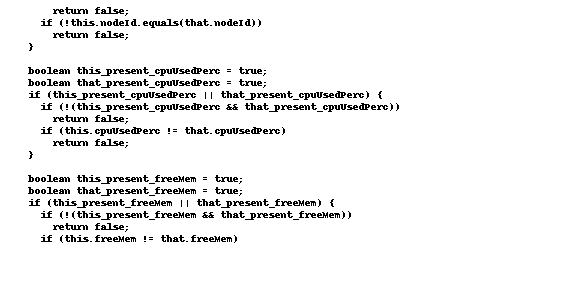 return false;
if (!this.nodeId.equals(that.nodeId))
return false;
}
boolean this_present_cpuUsedPerc = true;
boolean that_present_cpuUsedPerc = true;
if (this_present_cpuUsedPerc || that_present_cpuUsedPerc) {
if (!(this_present_cpuUsedPerc && that_present_cpuUsedPerc))
return false;
if (this.cpuUsedPerc != that.cpuUsedPerc)
return false;
}
boolean this_present_freeMem = true;
boolean that_present_freeMem = true;
if (this_present_freeMem || that_present_freeMem) {
if (!(this_present_freeMem && that_present_freeMem))
return false;
if (this.freeMem != that.freeMem)